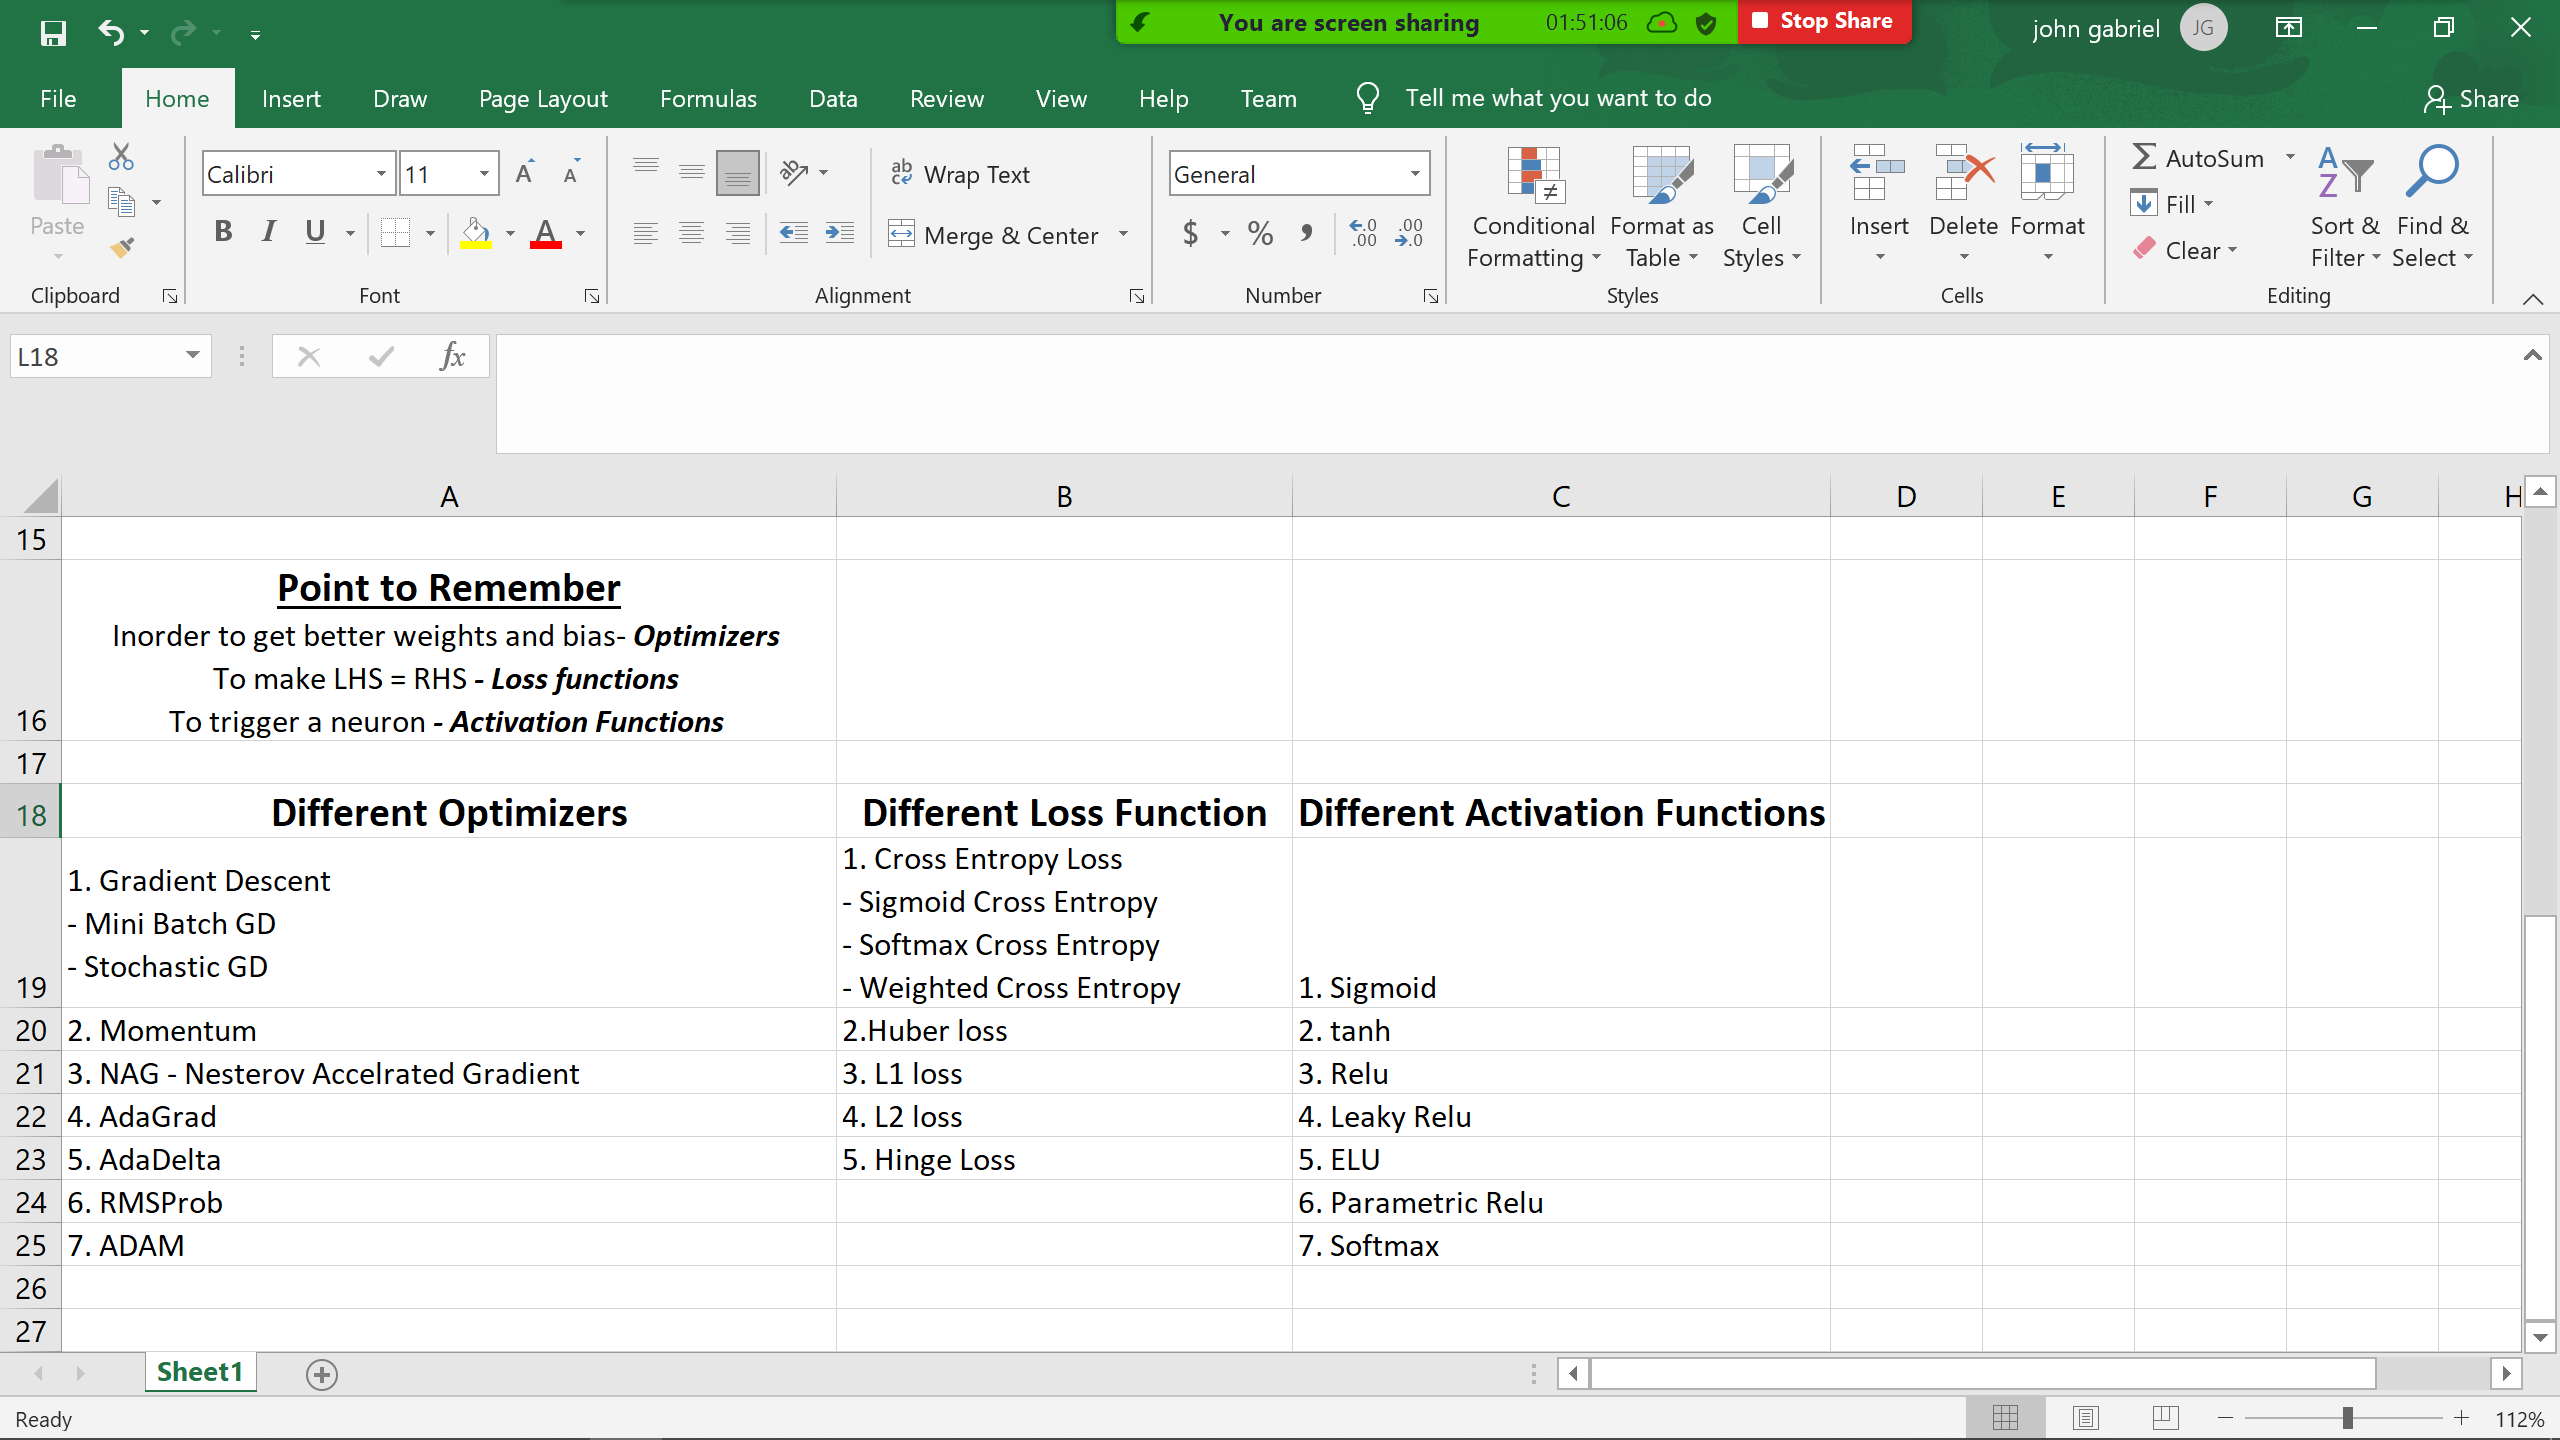 You are screen sharing 01:51:06 Stop Share
john gabriel JG
File Home Insert Draw Page Layout Formulas Data Review View Help Team Tell me what you want to do Share
Paste
Clipboard
Calibri 11 A A
B I U A
Font
ab
c Wrap Text
Merge & Center
Alignment
General
$ % , .0 .00 .00 .0
Number
Conditional Formatting
Format as Table
Cell Styles
Styles
Insert Delete Format
Cells
AutoSum
Fill
Clear
Sort & Filter
Find & Select
Editing
L18 fx
A B C D E F G H
15
16 Point to Remember
Inorder to get better weights and bias- Optimizers
To make LHS = RHS - Loss functions
To trigger a neuron - Activation Functions
17
18 Different Optimizers Different Loss Function Different Activation Functions
19 1. Gradient Descent
- Mini Batch GD
- Stochastic GD
1. Cross Entropy Loss
- Sigmoid Cross Entropy
- Softmax Cross Entropy
- Weighted Cross Entropy
1. Sigmoid
20 2. Momentum 2.Huber loss 2. tanh
21 3. NAG - Nesterov Accelrated Gradient 3. L1 loss 3. Relu
22 4. AdaGrad 4. L2 loss 4. Leaky Relu
23 5. AdaDelta 5. Hinge Loss 5. ELU
24 6. RMSProb 6. Parametric Relu
25 7. ADAM 7. Softmax
26
27
Sheet1
Ready 112%